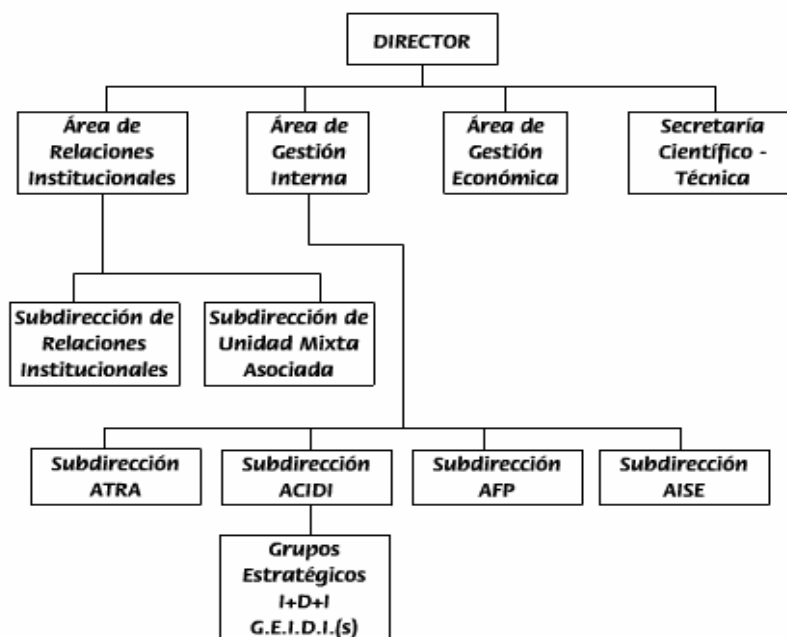 DIRECTOR
Área de
Relaciones
Institucionales
Área de
Gestión
Interna
Área de
Gestión
Económica
Secretaría
Científico -
Técnica
Subdirección de
Relaciones
Institucionales
Subdirección de
Unidad Mixta
Asociada
Subdirección
ATRA
Subdirección
ACIDI
Subdirección
AFP
Subdirección
AISE
Grupos
Estratégicos
I+D+I
G.E.I.D.I.(s)